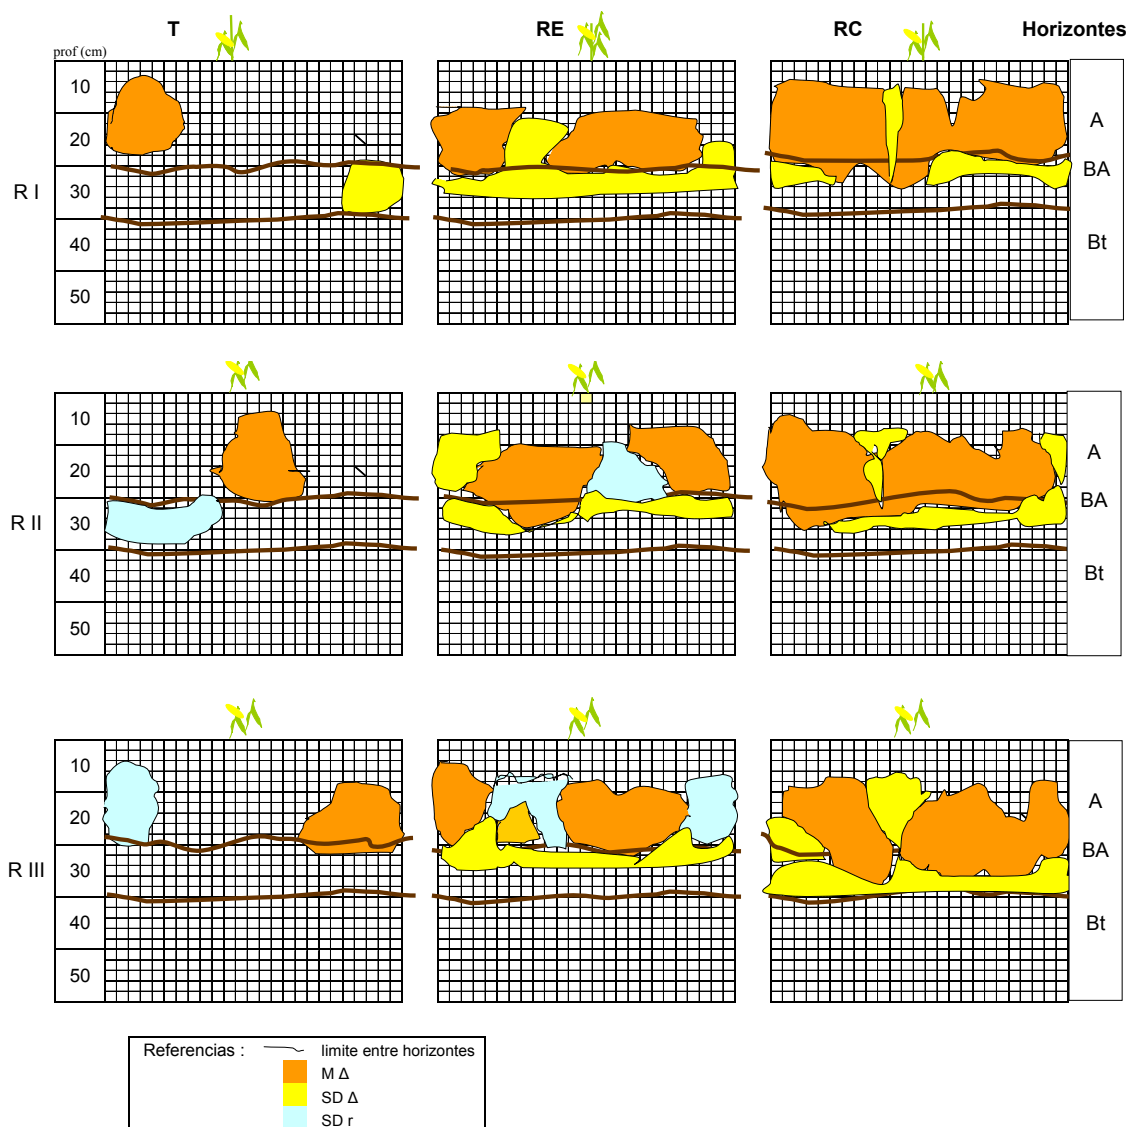 T RE RC Horizontes
prof (cm)
R I
10
20
30
40
50
A
BA
Bt
R II
10
20
30
40
50
A
BA
Bt
R III
10
20
30
40
50
A
BA
Bt
Referencias : limite entre horizontes
M Δ
SD Δ
SD r